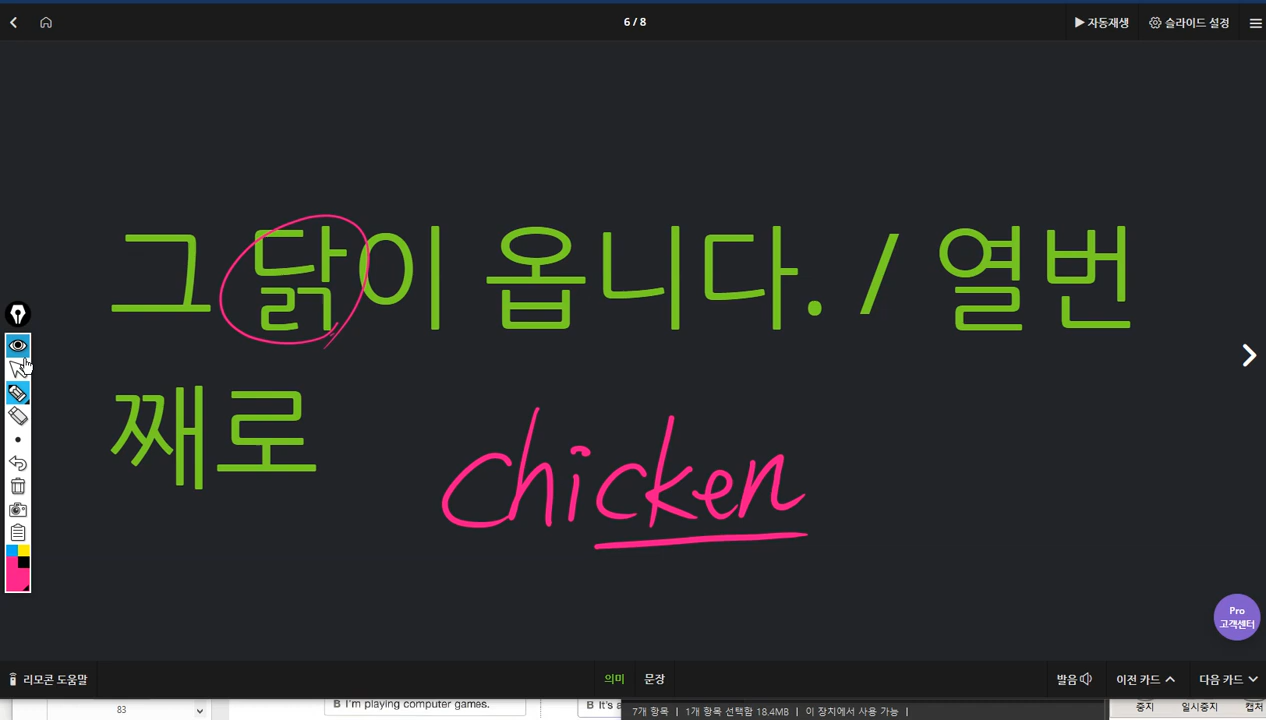 6 / 8
자동재생
슬라이드 설정
그 닭이 옵니다. / 열번
째로
chicken
Pro
고객센터
리모콘 도움말
의미
문장
발음
이전 카드
다음 카드
83
B I'm playing computer games.
B It's a
7개 항목 | 1개 항목 선택함 18.4MB | 이 장치에서 사용 가능 |
중지
일시중지
캡처